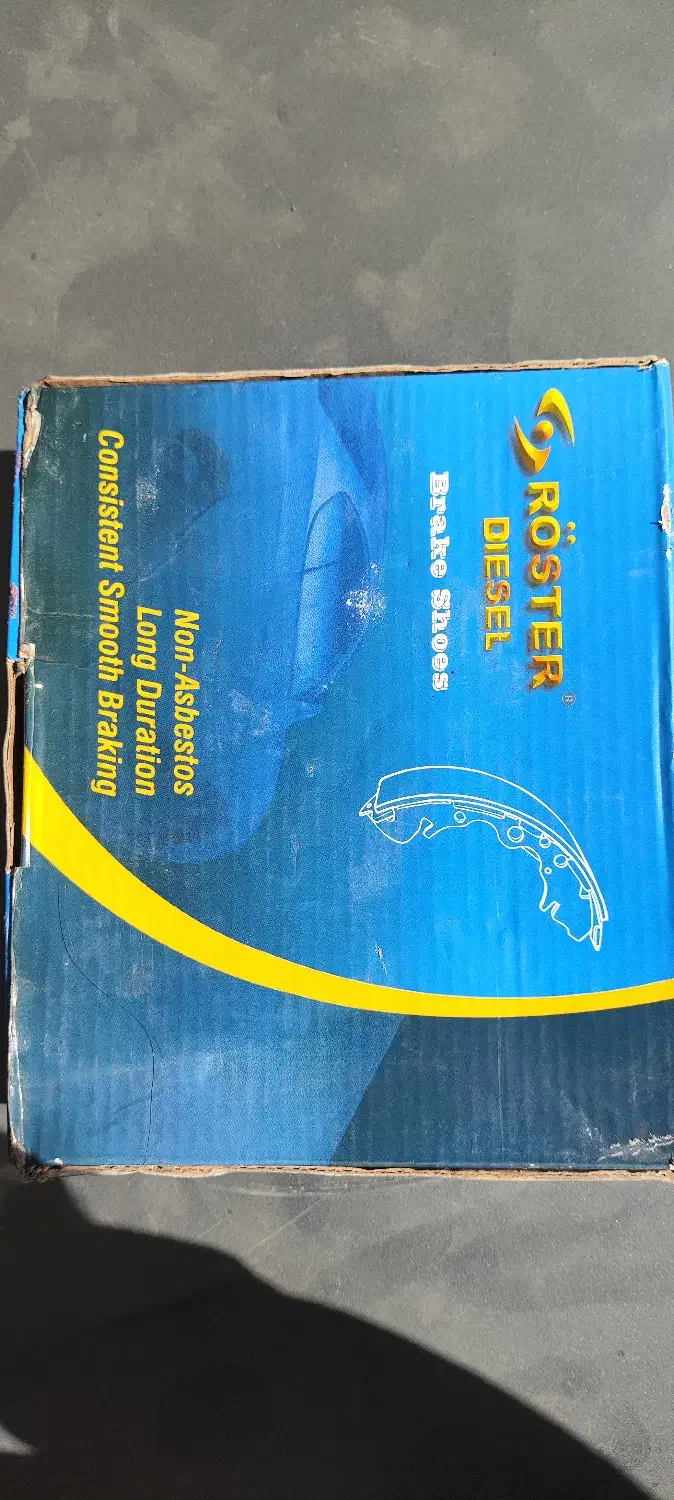 RÖSTER®
DIESEL
Brake Shoes
Non-Asbestos
Long Duration
Consistent Smooth Braking